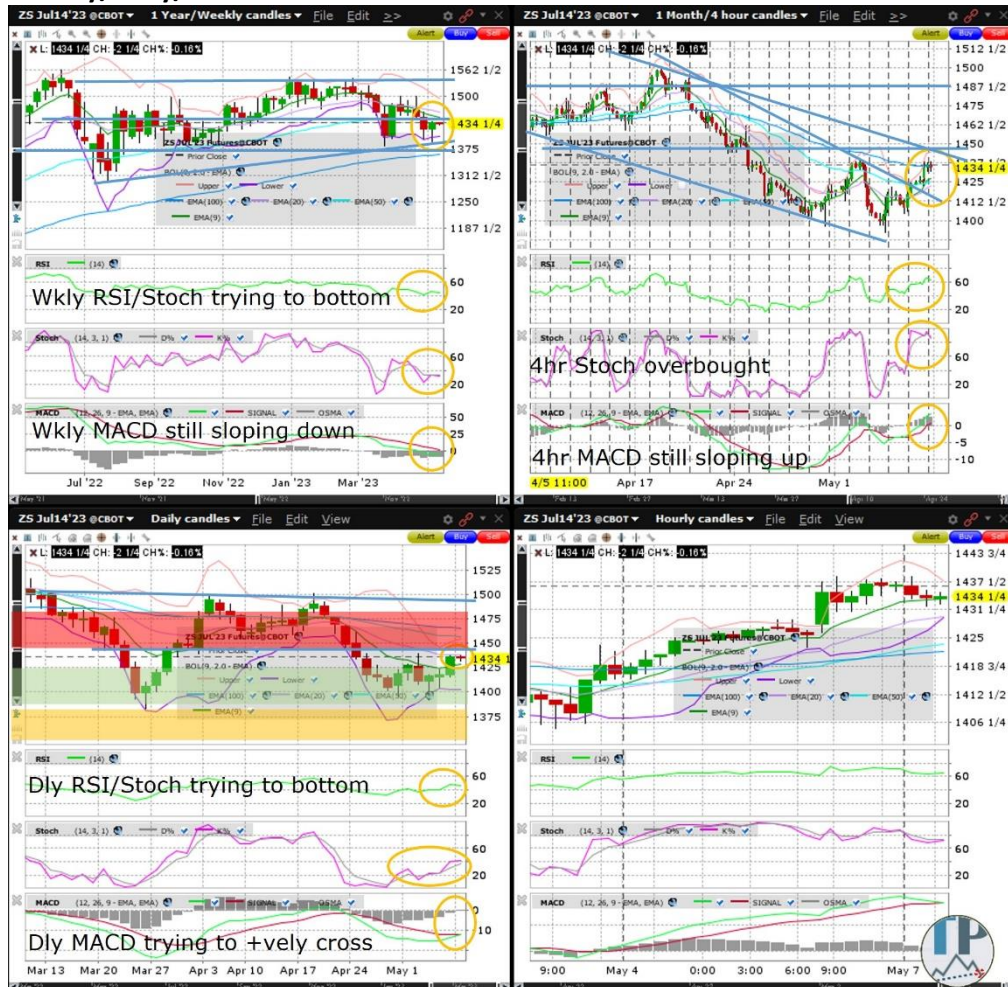 ZS Jul14'23 @CBOT 1 Year/Weekly candles File Edit >>
Alert Buy Sell
L: 1434 1/4 CH: -2 1/4 CH%: -0.16%
1562 1/2
1500
434 1/4
1375
1312 1/2
1250
1187 1/2
ZS JUL'23 Futures@CBOT
Prior Close
BOL(9, 2.0 - EMA)
Upper Lower
EMA(100) EMA(20) EMA(50)
EMA(9)
RSI (14)
60
20
Wkly RSI/Stoch trying to bottom
Stoch (14, 3, 1) D% K%
60
20
MACD (12, 26, 9 - EMA, EMA) SIGNAL OSMA
50
25
0
Wkly MACD still sloping down
Jul '22 Sep '22 Nov '22 Jan '23 Mar '23
ZS Jul14'23 @CBOT 1 Month/4 hour candles File Edit >>
Alert Buy Sell
L: 1434 1/4 CH: -2 1/4 CH%: -0.16%
1512 1/2
1500
1487 1/2
1462 1/2
1450
1434 1/4
1425
1412 1/2
1400
ZS JUL'23 Futures@CBOT
Prior Close
BOL(9, 2.0 - EMA)
Upper Lower
EMA(100) EMA(20) EMA(50)
EMA(9)
RSI (14)
60
20
Stoch (14, 3, 1) D% K%
60
20
4hr Stoch overbought
MACD (12, 26, 9 - EMA, EMA) SIGNAL OSMA
0
-5
-10
4hr MACD still sloping up
4/5 11:00 Apr 17 Apr 24 May 1
ZS Jul14'23 @CBOT Daily candles File Edit View
Alert Buy Sell
L: 1434 1/4 CH: -2 1/4 CH%: -0.16%
1525
1500
1450
1434 1
1425
1400
1375
ZS JUL'23 Futures@CBOT
Prior Close
BOL(9, 2.0 - EMA)
Upper Lower
EMA(100) EMA(20) EMA(50)
EMA(9)
RSI (14)
60
20
Dly RSI/Stoch trying to bottom
Stoch (14, 3, 1) D% K%
60
20
MACD (12, 26, 9 - EMA, EMA) SIGNAL OSMA
0
10
Dly MACD trying to +vely cross
Mar 13 Mar 20 Mar 27 Apr 3 Apr 10 Apr 17 Apr 24 May 1
ZS Jul14'23 @CBOT Hourly candles File Edit View
Alert Buy Sell
L: 1434 1/4 CH: -2 1/4 CH%: -0.16%
1443 3/4
1437 1/2
1434 1/4
1431 1/4
1425
1418 3/4
1412 1/2
1406 1/4
ZS JUL'23 Futures@CBOT
Prior Close
BOL(9, 2.0 - EMA)
Upper Lower
EMA(100) EMA(20) EMA(50)
EMA(9)
RSI (14)
60
20
Stoch (14, 3, 1) D% K%
60
20
MACD (12, 26, 9 - EMA, EMA) SIGNAL OSMA
9:00 May 4 0:00 3:00 6:00 9:00 May 7